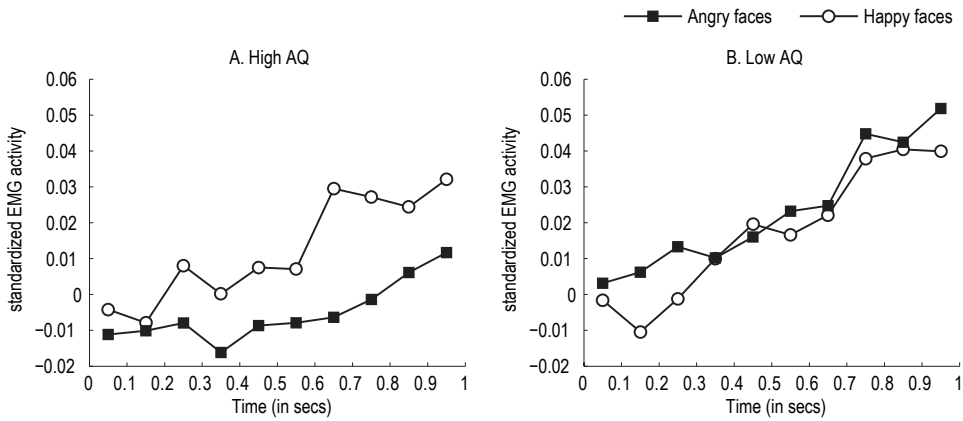 Angry faces Happy faces
A. High AQ
standardized EMG activity
0.06
0.05
0.04
0.03
0.02
0.01
0
−0.01
−0.02
0 0.1 0.2 0.3 0.4 0.5 0.6 0.7 0.8 0.9 1
Time (in secs)
B. Low AQ
standardized EMG activity
0.06
0.05
0.04
0.03
0.02
0.01
0
−0.01
−0.02
0 0.1 0.2 0.3 0.4 0.5 0.6 0.7 0.8 0.9 1
Time (in secs)